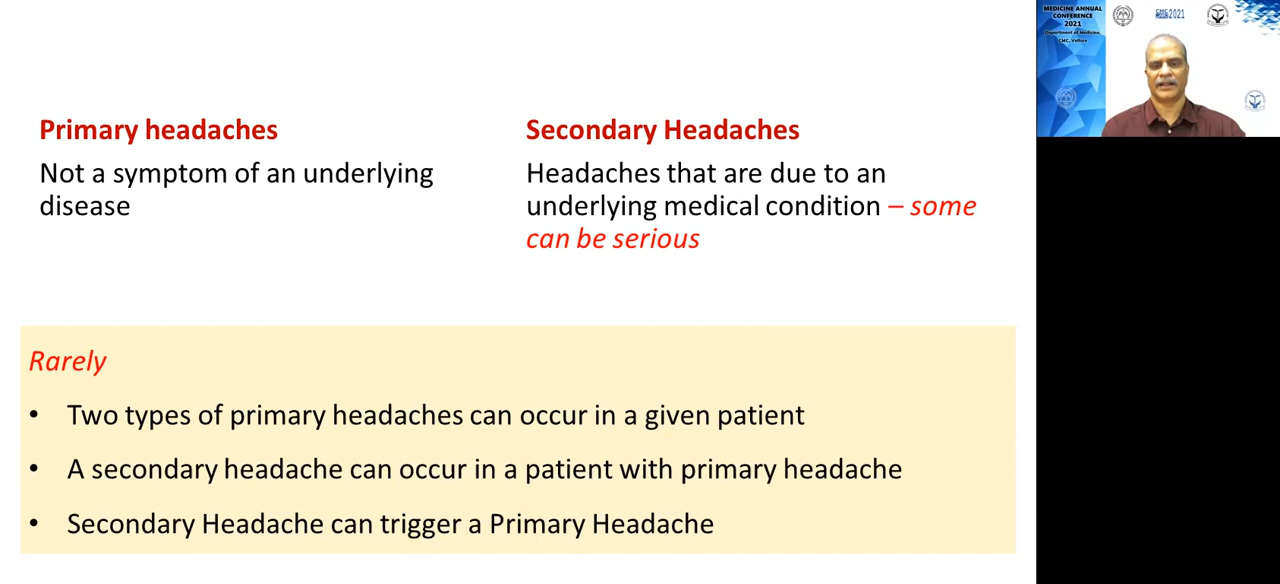 Primary headaches
Not a symptom of an underlying
disease
Secondary Headaches
Headaches that are due to an
underlying medical condition – some
can be serious
Rarely
• Two types of primary headaches can occur in a given patient
• A secondary headache can occur in a patient with primary headache
• Secondary Headache can trigger a Primary Headache
MEDICINE ANNUAL
CONFERENCE
2021
Department of Medicine,
CMC, Vellore
2021